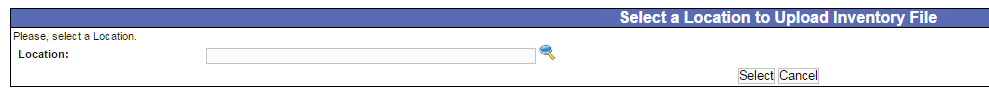 Select a Location to Upload Inventory File
Please, select a Location.
Location:
Select Cancel